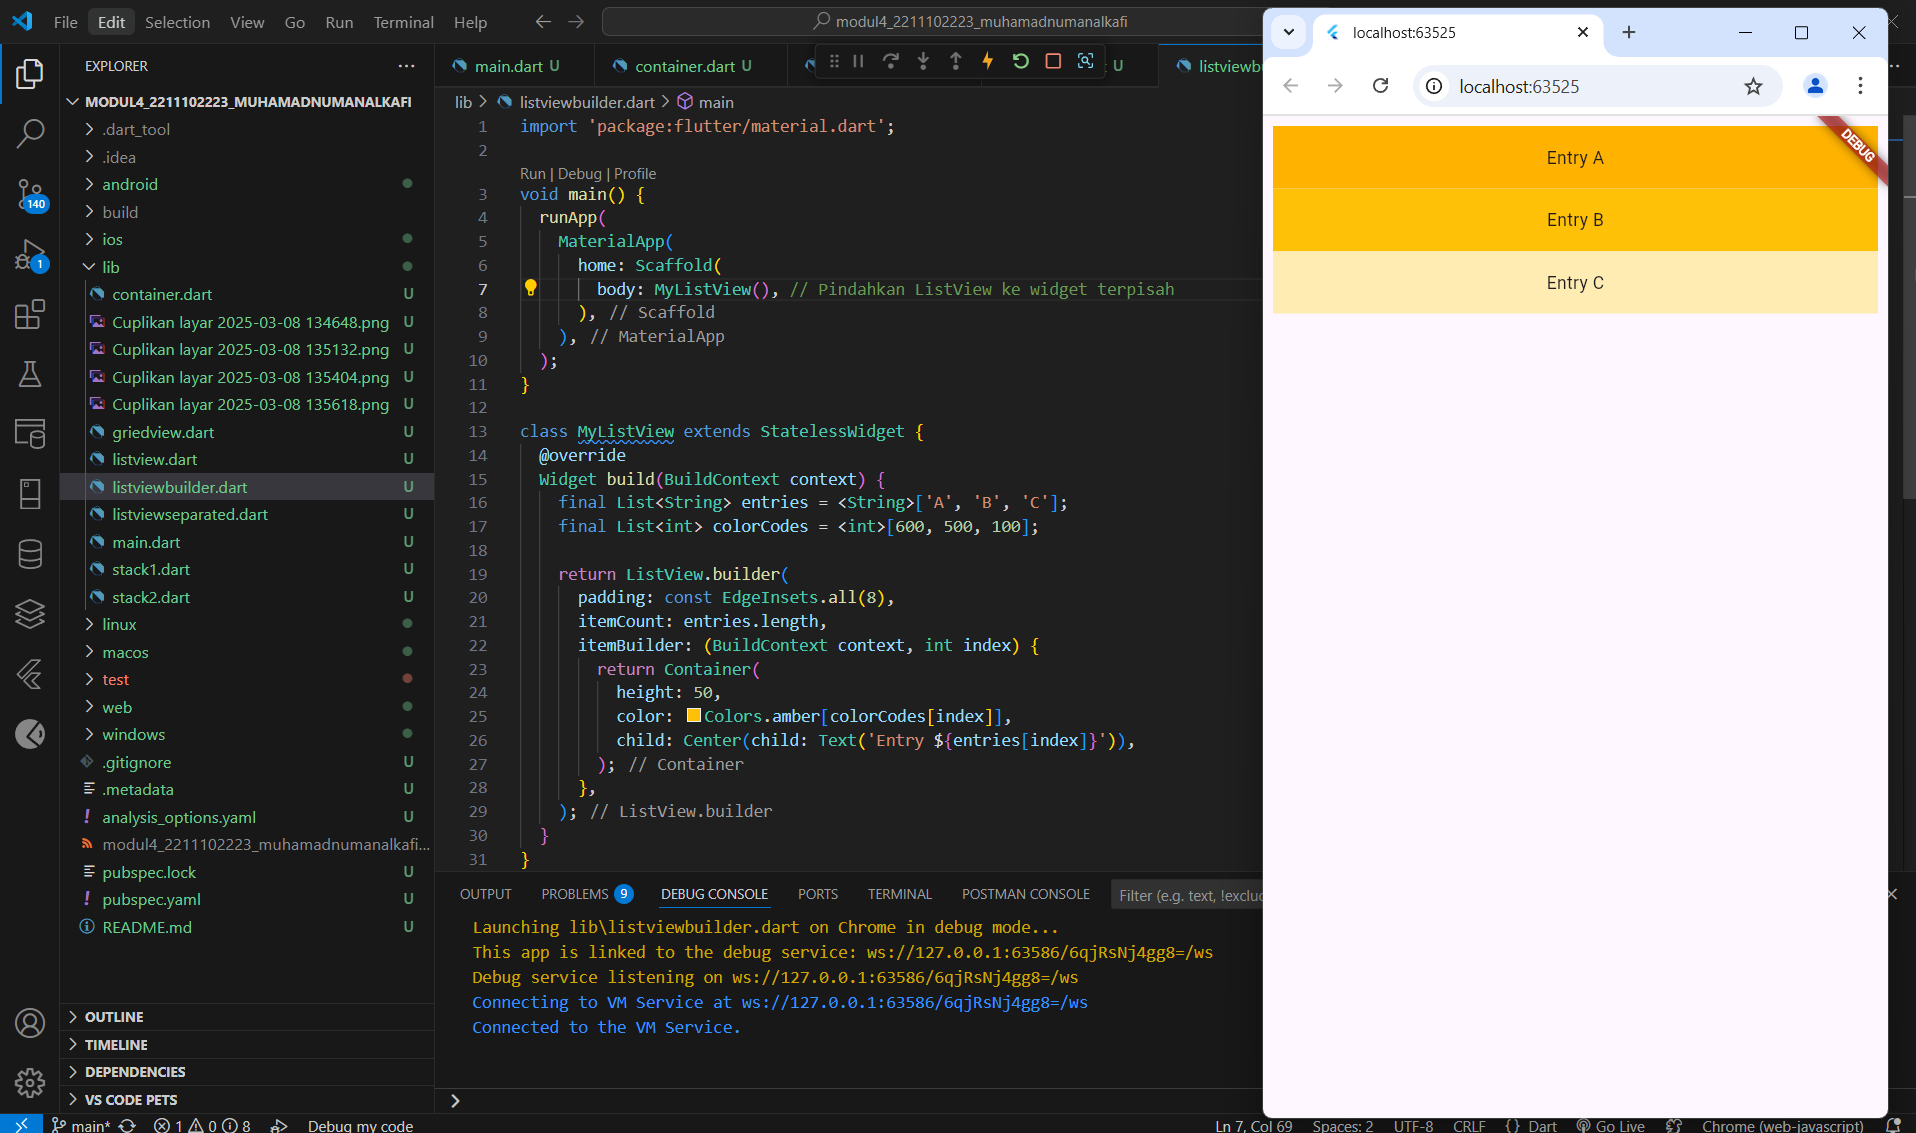 File Edit Selection View Go Run Terminal Help
modul4_2211102223_muhamadnumanalkafi
EXPLORER
MODUL4_2211102223_MUHAMADNUMANALKAFI
.dart_tool
.idea
android
build
ios
lib
container.dart U
Cuplikan layar 2025-03-08 134648.png U
Cuplikan layar 2025-03-08 135132.png U
Cuplikan layar 2025-03-08 135404.png U
Cuplikan layar 2025-03-08 135618.png U
griedview.dart U
listview.dart U
listviewbuilder.dart U
listviewseparated.dart U
main.dart U
stack1.dart U
stack2.dart U
linux
macos
test
web
windows
.gitignore U
.metadata U
analysis_options.yaml U
modul4_2211102223_muhamadnumanalkafi...
pubspec.lock U
pubspec.yaml U
README.md U
OUTLINE
TIMELINE
DEPENDENCIES
VS CODE PETS
140
1
main.dart U
container.dart U
U
listviewbu
lib > listviewbuilder.dart > main
1 import 'package:flutter/material.dart';
2
Run | Debug | Profile
3 void main() {
4 runApp(
5 MaterialApp(
6 home: Scaffold(
7 body: MyListView(), // Pindahkan ListView ke widget terpisah
8 ), // Scaffold
9 ), // MaterialApp
10 );
11 }
12
13 class MyListView extends StatelessWidget {
14 @override
15 Widget build(BuildContext context) {
16 final List<String> entries = <String>['A', 'B', 'C'];
17 final List<int> colorCodes = <int>[600, 500, 100];
18
19 return ListView.builder(
20 padding: const EdgeInsets.all(8),
21 itemCount: entries.length,
22 itemBuilder: (BuildContext context, int index) {
23 return Container(
24 height: 50,
25 color: Colors.amber[colorCodes[index]],
26 child: Center(child: Text('Entry ${entries[index]}')),
27 ); // Container
28 },
29 ); // ListView.builder
30 }
31 }
OUTPUT PROBLEMS 9 DEBUG CONSOLE PORTS TERMINAL POSTMAN CONSOLE Filter (e.g. text, !exclu
Launching lib\listviewbuilder.dart on Chrome in debug mode...
This app is linked to the debug service: ws://127.0.0.1:63586/6qjRsNj4gg8=/ws
Debug service listening on ws://127.0.0.1:63586/6qjRsNj4gg8=/ws
Connecting to VM Service at ws://127.0.0.1:63586/6qjRsNj4gg8=/ws
Connected to the VM Service.
localhost:63525
localhost:63525
DEBUG
Entry A
Entry B
Entry C
main* 1 0 8 Debug my code
Ln 7, Col 69 Spaces: 2 UTF-8 CRLF {} Dart Go Live Chrome (web-javascript)